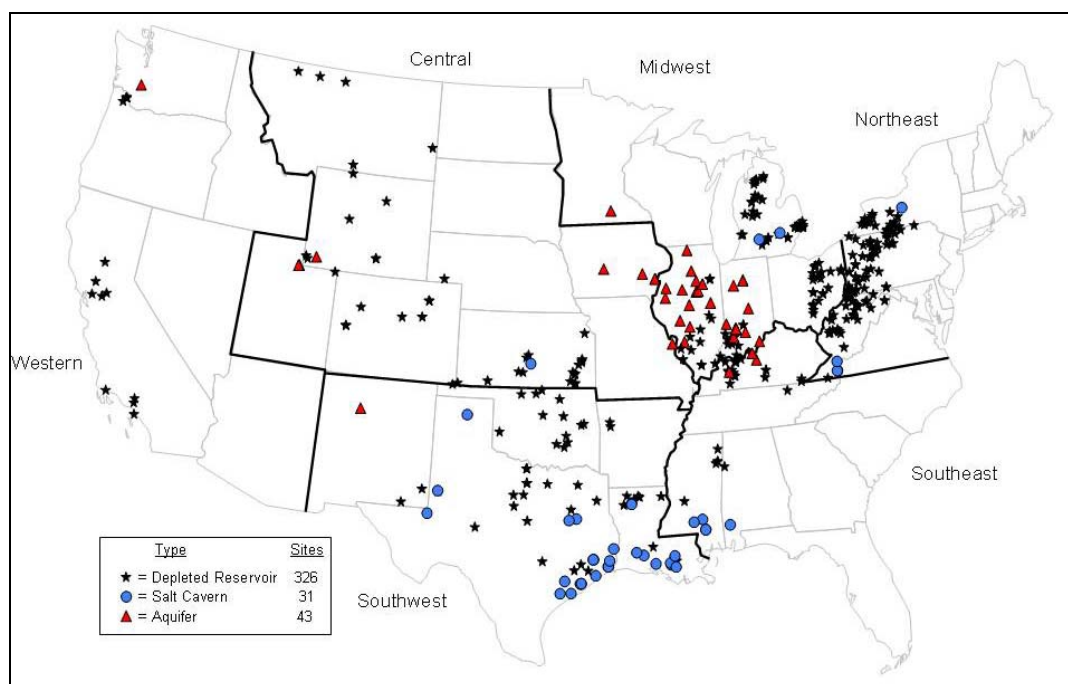 Central
Midwest
Northeast
Western
Southeast
Southwest
Type Sites
= Depleted Reservoir 326
= Salt Cavern 31
= Aquifer 43